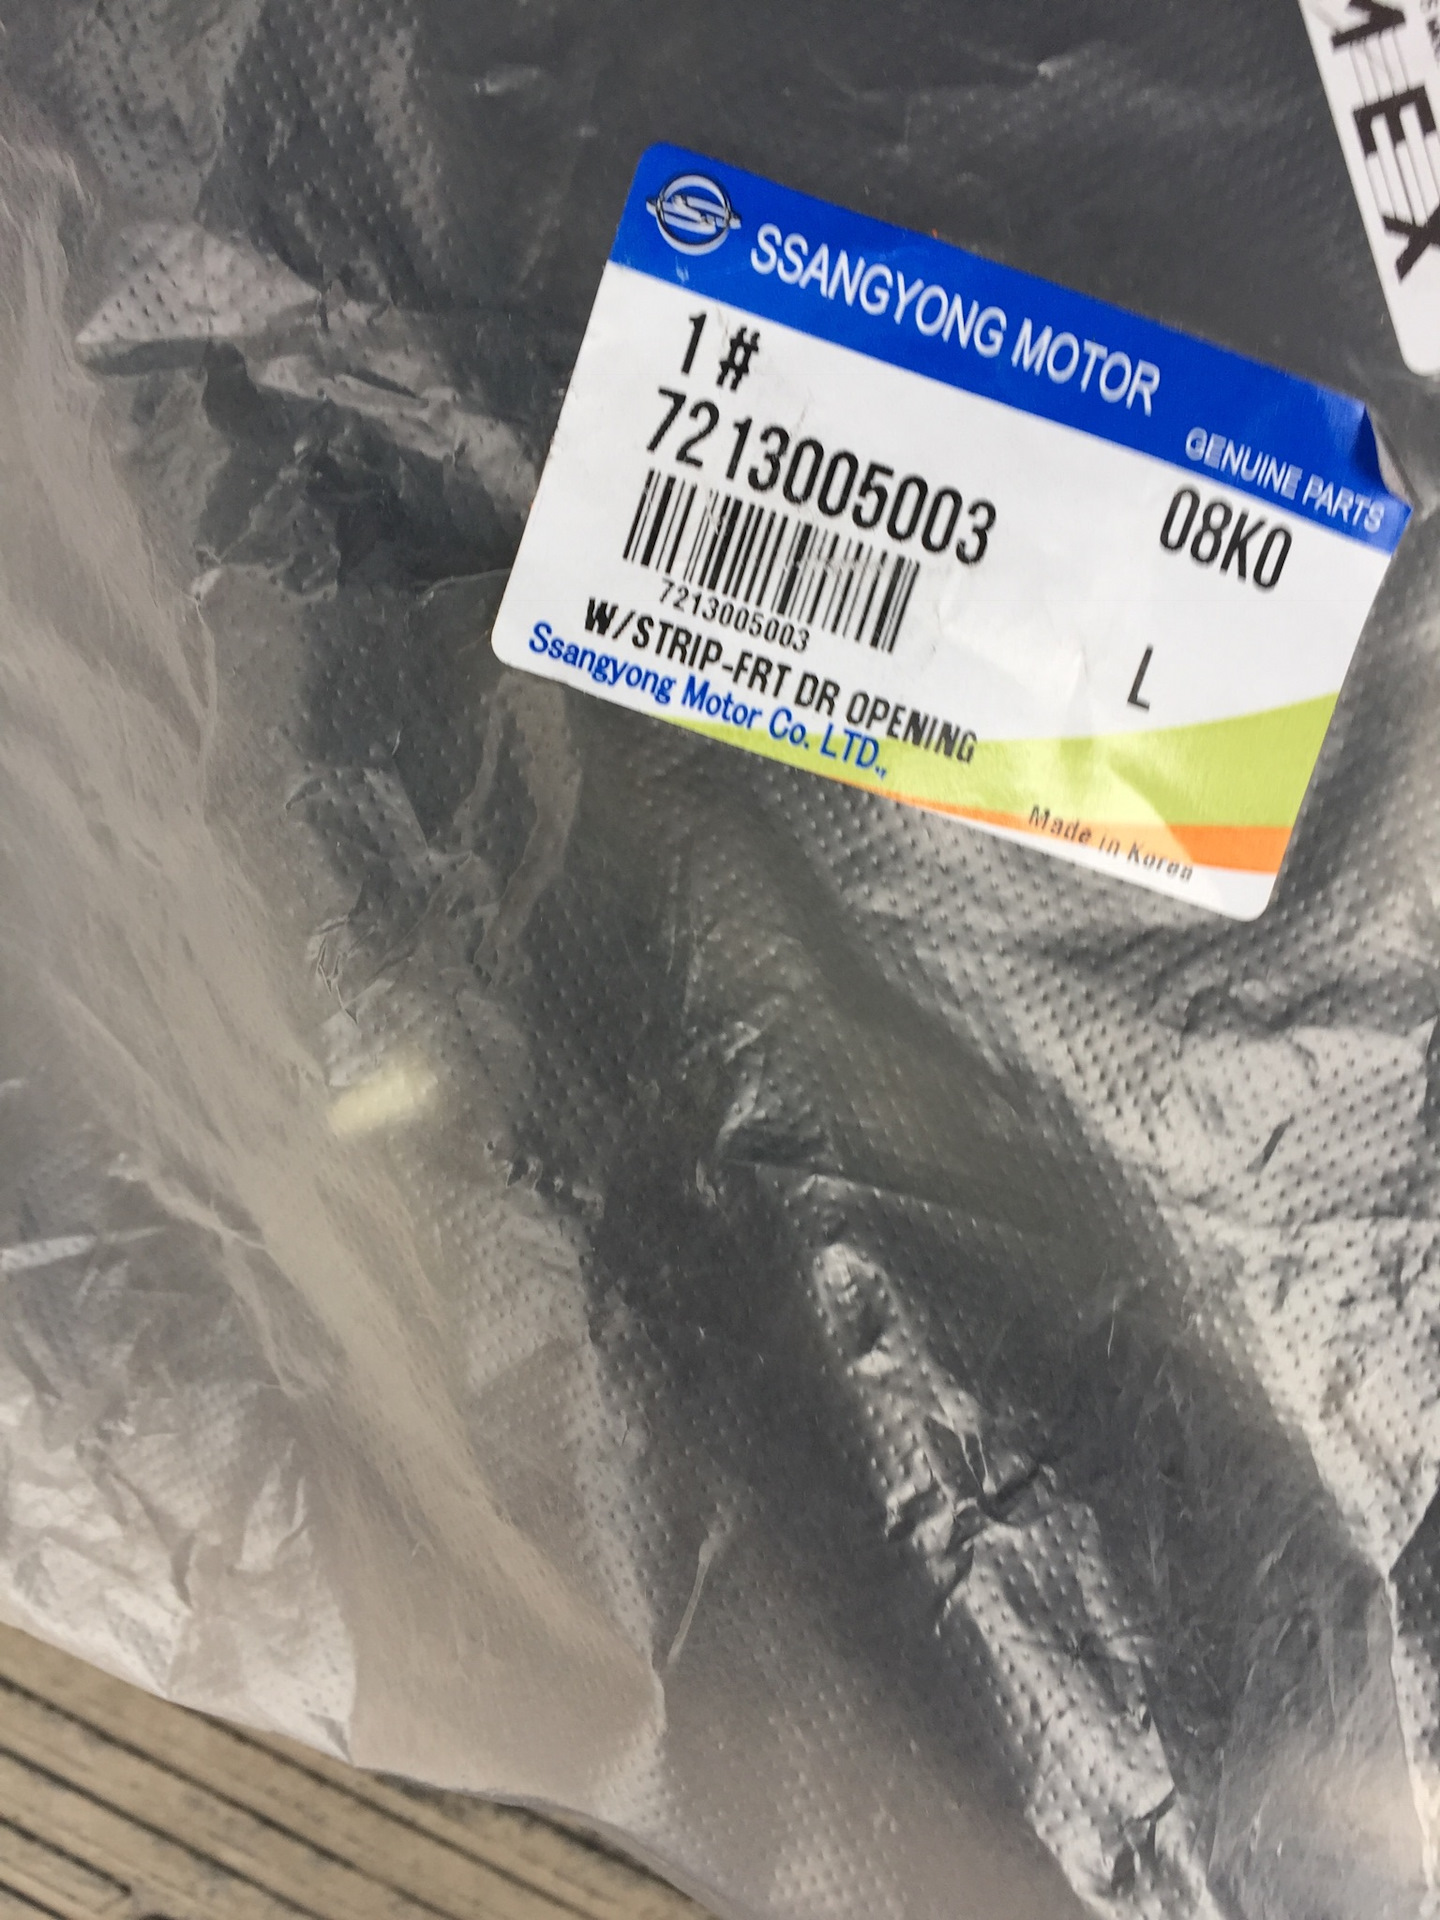 SSANGYONG MOTOR
GENUINE PARTS
1 #
7213005003
08K0
7213005003
W/STRIP-FRT DR OPENING
L
Ssangyong Motor Co. LTD.,
Made in Korea
MEX